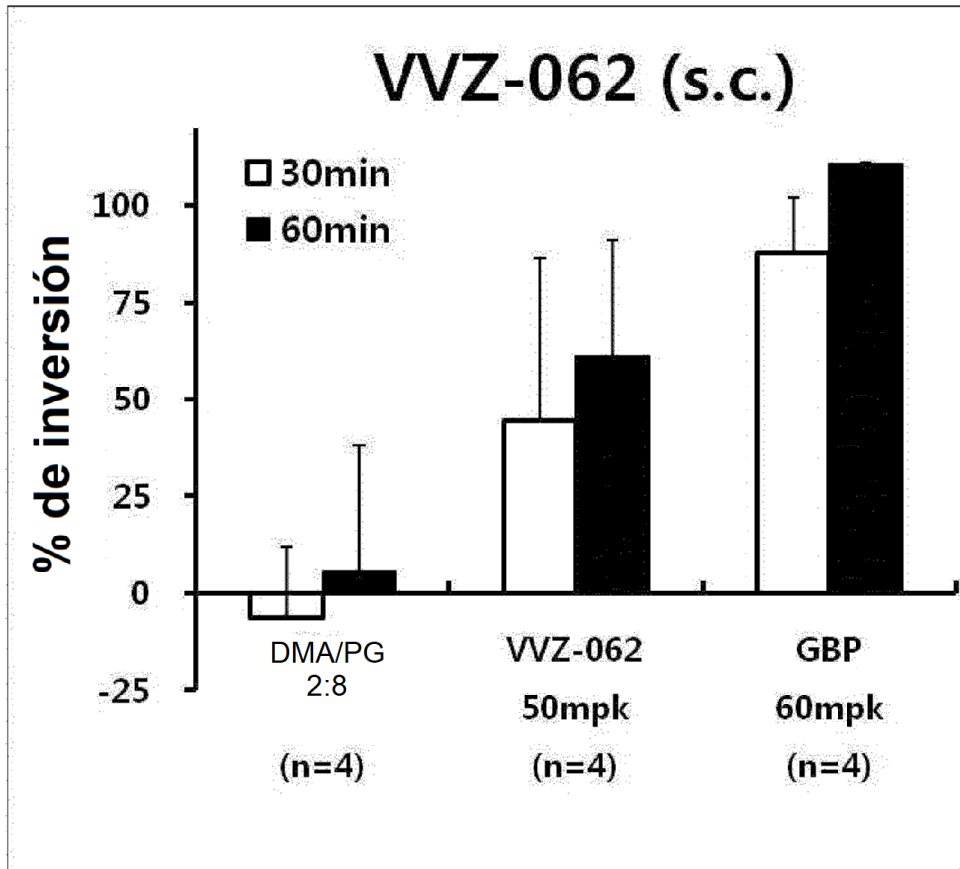 VVZ-062 (s.c.)
30min
60min
% de inversión
100
75
50
25
0
-25
DMA/PG
2:8
(n=4)
VVZ-062
50mpk
(n=4)
GBP
60mpk
(n=4)